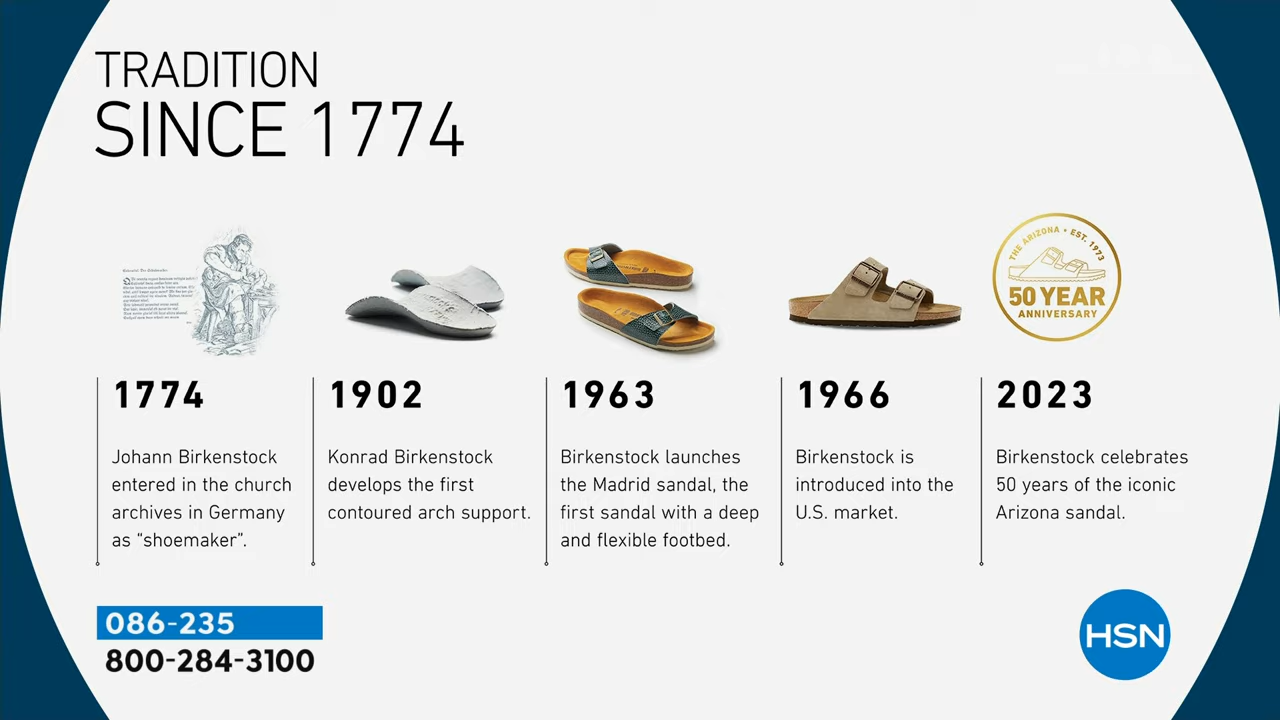 TRADITION
SINCE 1774
THE ARIZONA • EST. 1973
50 YEAR
ANNIVERSARY
1774
Johann Birkenstock
entered in the church
archives in Germany
as “shoemaker”.
1902
Konrad Birkenstock
develops the first
contoured arch support.
1963
Birkenstock launches
the Madrid sandal, the
first sandal with a deep
and flexible footbed.
1966
Birkenstock is
introduced into the
U.S. market.
2023
Birkenstock celebrates
50 years of the iconic
Arizona sandal.
086-235
800-284-3100
HSN